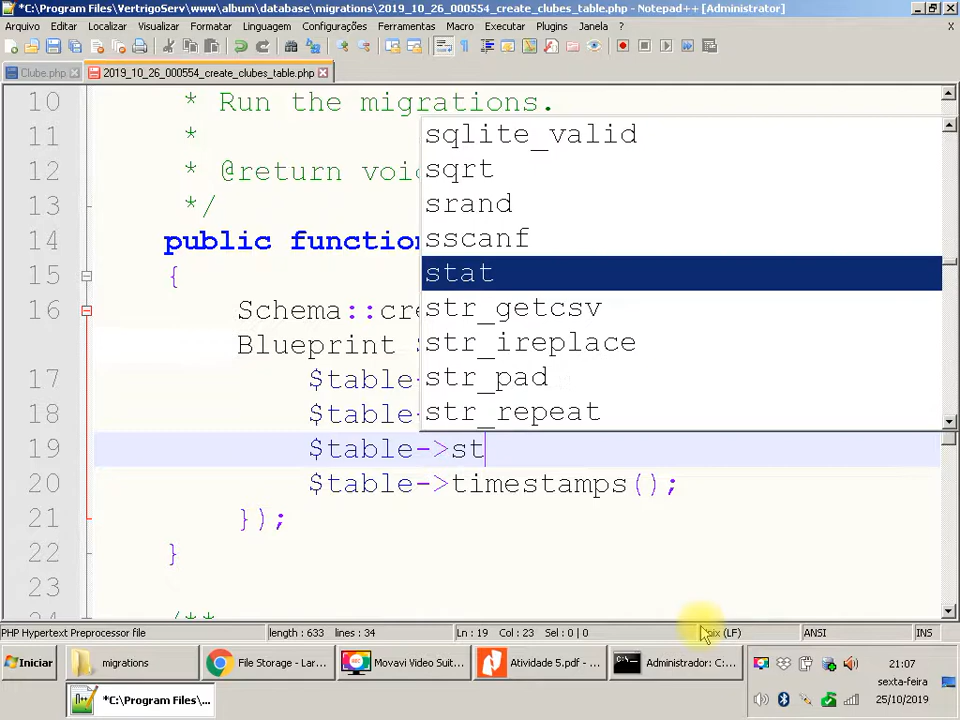 *C:\Program Files\VertrigoServ\www\album\database\migrations\2019_10_26_000554_create_clubes_table.php - Notepad++ [Administrador]
Arquivo Editar Localizar Visualizar Formatar Linguagem Configurações Ferramentas Macro Executar Plugins Janela ? X
Clube.php 2019_10_26_000554_create_clubes_table.php
10 * Run the migrations.
11 *
12 * @return voi
13 */
14 public function
15 {
16 Schema::cre
Blueprint
17 $table-
18 $table-
19 $table->st
20 $table->timestamps();
21 });
22 }
23
/**
sqlite_valid
sqrt
srand
sscanf
stat
str_getcsv
str_ireplace
str_pad
str_repeat
PHP Hypertext Preprocessor file length : 633 lines : 34 Ln : 19 Col : 23 Sel : 0 | 0 (LF) ANSI INS
Iniciar migrations File Storage - Lar... Movavi Video Suit... Atividade 5.pdf - ... Administrador: C:... 21:07
sexta-feira
*C:\Program Files\... 25/10/2019